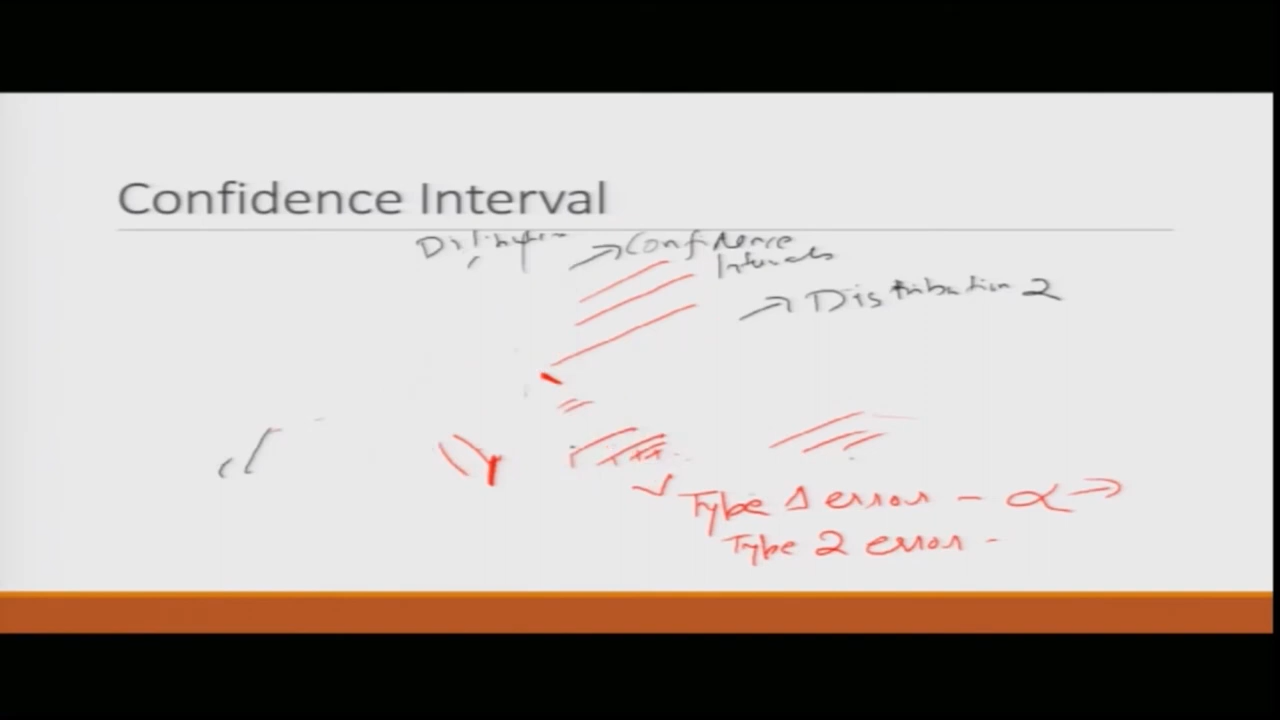 Confidence Interval
→ Confidence
Intervals
→ Distribution 2
✓ Type 1 error - α →
Type 2 error -